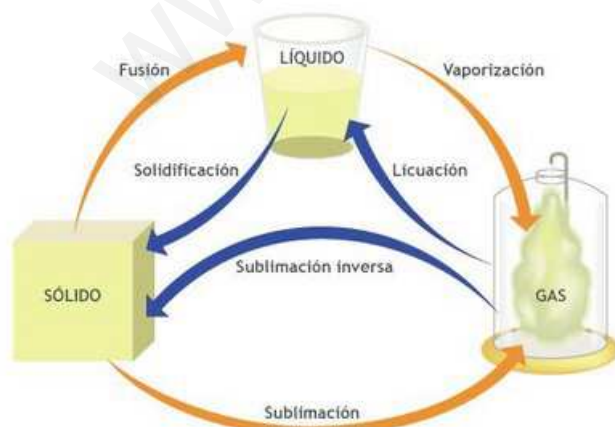 LÍQUIDO
Fusión
Vaporización
Solidificación
Licuación
Sublimación inversa
SÓLIDO
GAS
Sublimación